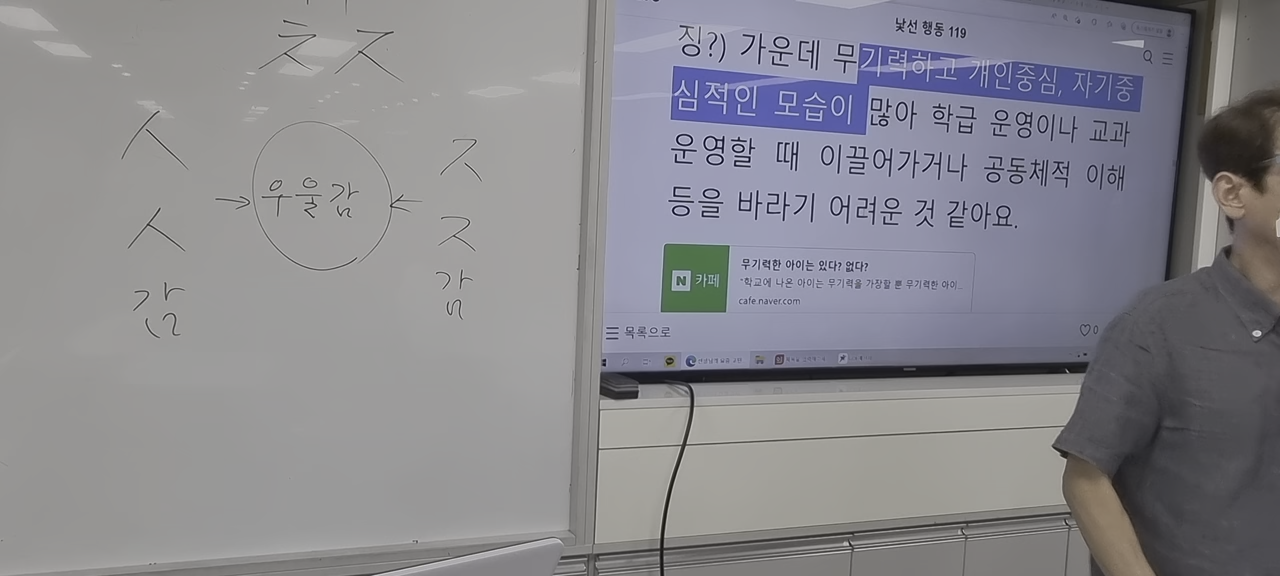 ㅊㅈ
ㅅ
ㅅ
감
우울감
ㅈ
ㅈ
감
낯선 행동 119
징?) 가운데 무기력하고 개인중심, 자기중
심적인 모습이 많아 학급 운영이나 교과
운영할 때 이끌어가거나 공동체적 이해
등을 바라기 어려운 것 같아요.
N 카페
무기력한 아이는 있다? 없다?
"학교에 나온 아이는 무기력을 가장할 뿐 무기력한 아이...
cafe.naver.com
목록으로
0